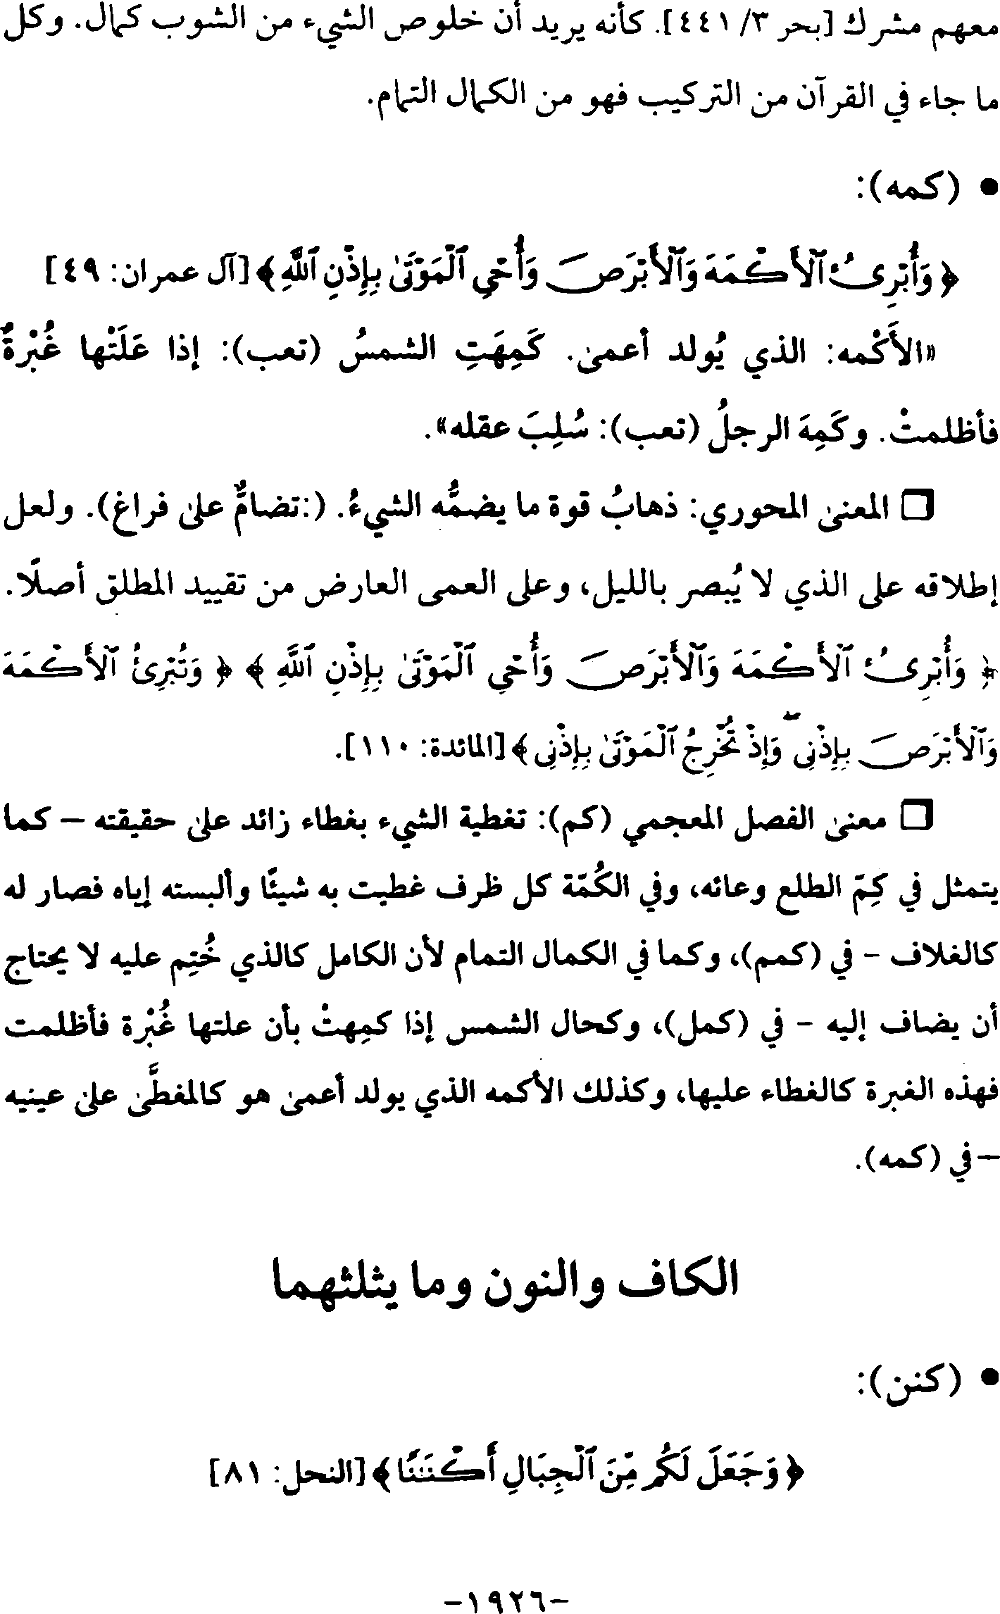 معهم مشرك [بحر ٣/ ٤٤١]. كأنه يريد أن خلوص الشيء من الشوب كمال. وكل
ما جاء في القرآن من التركيب فهو من الكمال التمام.
• (كمه):
﴿ وَأُبْرِئُ ٱلْأَكْمَهَ وَٱلْأَبْرَصَ وَأُحْىِ ٱلْمَوْتَىٰ بِإِذْنِ ٱللَّهِ ﴾ [آل عمران: ٤٩]
«الأَكْمه: الذي يُولد أعمىٰ. كَمِهَتِ الشمسُ (تعب): إذا عَلَتْها غُبْرةٌ
فأظلمتْ. وكَمِهَ الرجلُ (تعب): سُلِبَ عقله».
❏ المعنىٰ المحوري: ذهابُ قوة ما يضمُّه الشيءُ. (:تضامٌّ علىٰ فراغ). ولعل
إطلاقه على الذي لا يُبصر بالليل، وعلى العمى العارض من تقييد المطلق أصلًا.
﴿ وَأُبْرِئُ ٱلْأَكْمَهَ وَٱلْأَبْرَصَ وَأُحْىِ ٱلْمَوْتَىٰ بِإِذْنِ ٱللَّهِ ﴾ ﴿ وَتُبْرِئُ ٱلْأَكْمَهَ
وَٱلْأَبْرَصَ بِإِذْنِى ۖ وَإِذْ تُخْرِجُ ٱلْمَوْتَىٰ بِإِذْنِى ﴾ [المائدة: ١١٠].
❏ معنىٰ الفصل المعجمي (كم): تغطية الشيء بغطاء زائد علىٰ حقيقته – كما
يتمثل في كِمّ الطلع وعائه، وفي الكُمّة كل ظرف غطيت به شيئًا وألبسته إياه فصار له
كالغلاف – في (كمم)، وكما في الكمال التمام لأن الكامل كالذي خُتِم عليه لا يحتاج
أن يضاف إليه – في (كمل)، وكحال الشمس إذا كمِهتْ بأن علتها غُبْرة فأظلمت
فهذه الغبرة كالغطاء عليها، وكذلك الأكمه الذي يولد أعمىٰ هو كالمغطَّىٰ علىٰ عينيه
– في (كمه).
الكاف والنون وما يثلثهما
• (كنن):
﴿ وَجَعَلَ لَكُم مِّنَ ٱلْجِبَالِ أَكْنَـٰنًا ﴾ [النحل: ٨١]
-١٩٢٦-